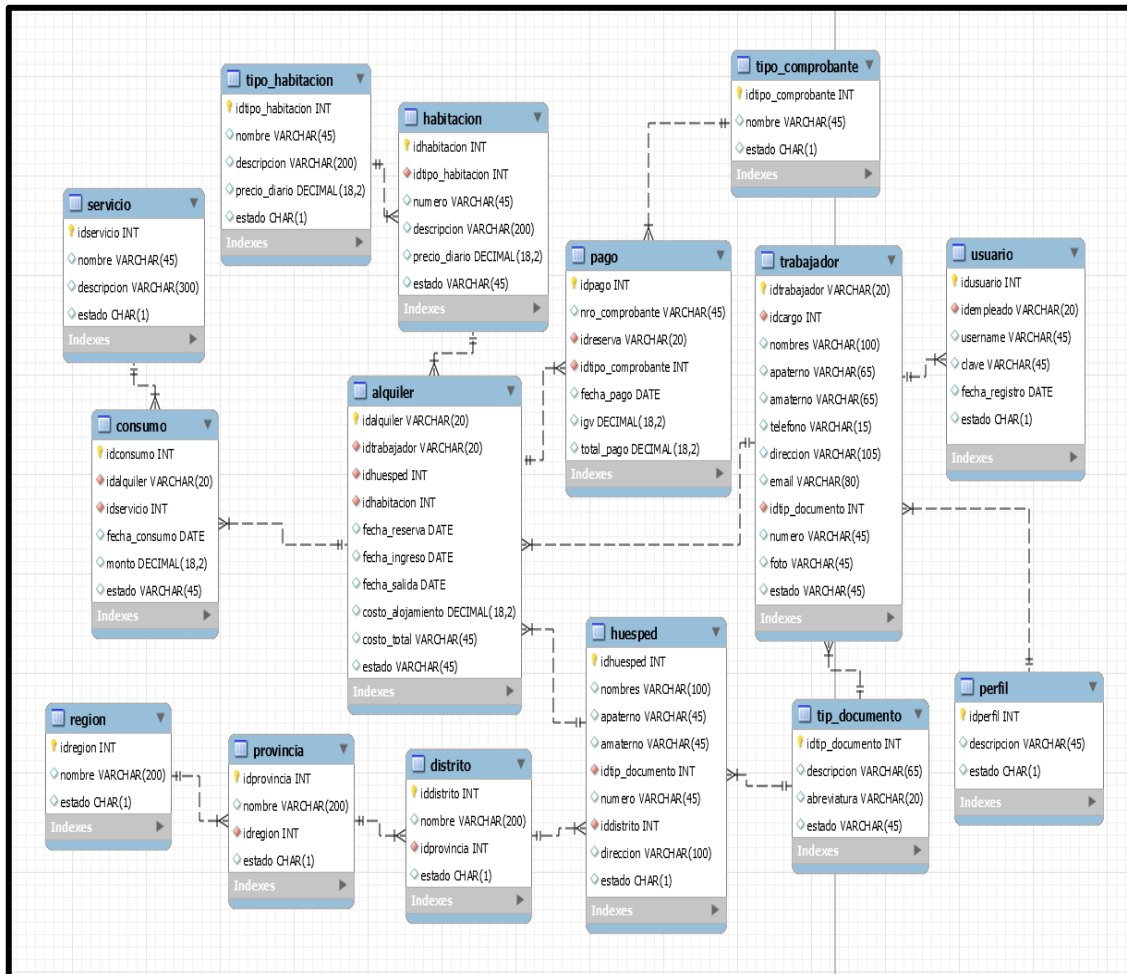 tipo_habitacion
idtipo_habitacion INT
nombre VARCHAR(45)
descripcion VARCHAR(200)
precio_diario DECIMAL(18,2)
estado CHAR(1)
Indexes
habitacion
idhabitacion INT
idtipo_habitacion INT
numero VARCHAR(45)
descripcion VARCHAR(200)
precio_diario DECIMAL(18,2)
estado VARCHAR(45)
Indexes
tipo_comprobante
idtipo_comprobante INT
nombre VARCHAR(45)
estado CHAR(1)
Indexes
servicio
idservicio INT
nombre VARCHAR(45)
descripcion VARCHAR(300)
estado CHAR(1)
Indexes
pago
idpago INT
nro_comprobante VARCHAR(45)
idreserva VARCHAR(20)
idtipo_comprobante INT
fecha_pago DATE
igv DECIMAL(18,2)
total_pago DECIMAL(18,2)
Indexes
trabajador
idtrabajador VARCHAR(20)
idcargo INT
nombres VARCHAR(100)
apaterno VARCHAR(65)
amaterno VARCHAR(65)
telefono VARCHAR(15)
direccion VARCHAR(105)
email VARCHAR(80)
idtip_documento INT
numero VARCHAR(45)
foto VARCHAR(45)
estado VARCHAR(45)
Indexes
usuario
idusuario INT
idempleado VARCHAR(20)
username VARCHAR(45)
clave VARCHAR(45)
fecha_registro DATE
estado CHAR(1)
Indexes
consumo
idconsumo INT
idalquiler VARCHAR(20)
idservicio INT
fecha_consumo DATE
monto DECIMAL(18,2)
estado VARCHAR(45)
Indexes
alquiler
idalquiler VARCHAR(20)
idtrabajador VARCHAR(20)
idhuesped INT
idhabitacion INT
fecha_reserva DATE
fecha_ingreso DATE
fecha_salida DATE
costo_alojamiento DECIMAL(18,2)
costo_total VARCHAR(45)
estado VARCHAR(45)
Indexes
huesped
idhuesped INT
nombres VARCHAR(100)
apaterno VARCHAR(45)
amaterno VARCHAR(45)
idtip_documento INT
numero VARCHAR(45)
iddistrito INT
direccion VARCHAR(100)
estado CHAR(1)
Indexes
tip_documento
idtip_documento INT
descripcion VARCHAR(65)
abreviatura VARCHAR(20)
estado VARCHAR(45)
Indexes
perfil
idperfil INT
descripcion VARCHAR(45)
estado CHAR(1)
Indexes
region
idregion INT
nombre VARCHAR(200)
estado CHAR(1)
Indexes
provincia
idprovincia INT
nombre VARCHAR(200)
idregion INT
estado CHAR(1)
Indexes
distrito
iddistrito INT
nombre VARCHAR(200)
idprovincia INT
estado CHAR(1)
Indexes